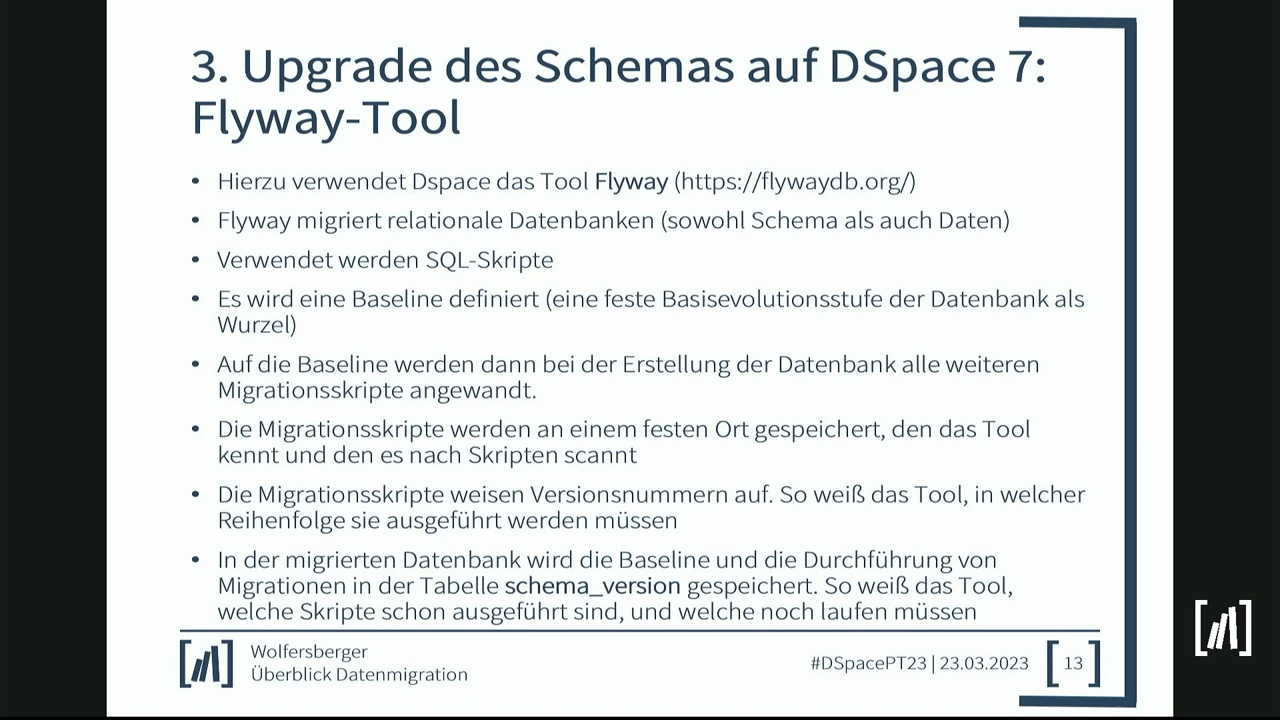 3. Upgrade des Schemas auf DSpace 7:
Flyway-Tool
• Hierzu verwendet Dspace das Tool Flyway (https://flywaydb.org/)
• Flyway migriert relationale Datenbanken (sowohl Schema als auch Daten)
• Verwendet werden SQL-Skripte
• Es wird eine Baseline definiert (eine feste Basisevolutionsstufe der Datenbank als
Wurzel)
• Auf die Baseline werden dann bei der Erstellung der Datenbank alle weiteren
Migrationsskripte angewandt.
• Die Migrationsskripte werden an einem festen Ort gespeichert, den das Tool
kennt und den es nach Skripten scannt
• Die Migrationsskripte weisen Versionsnummern auf. So weiß das Tool, in welcher
Reihenfolge sie ausgeführt werden müssen
• In der migrierten Datenbank wird die Baseline und die Durchführung von
Migrationen in der Tabelle schema_version gespeichert. So weiß das Tool,
welche Skripte schon ausgeführt sind, und welche noch laufen müssen
Wolfersberger
Überblick Datenmigration
#DSpacePT23 | 23.03.2023
13